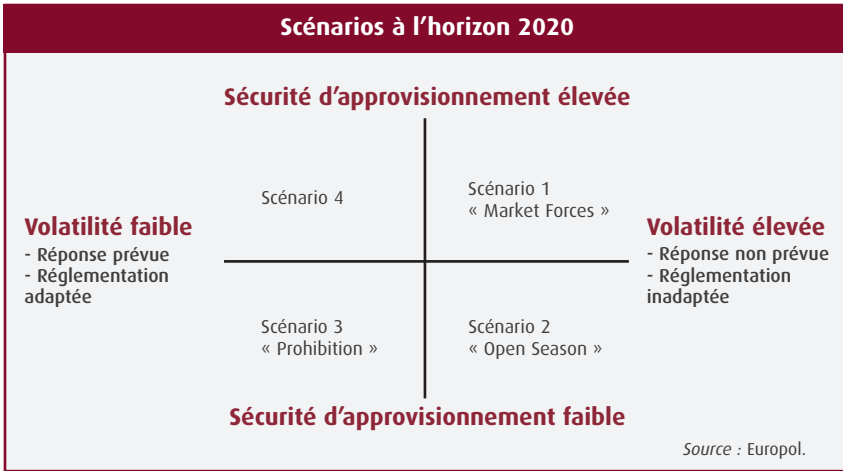 Scénarios à l’horizon 2020
Sécurité d’approvisionnement élevée
Scénario 4
Scénario 1
« Market Forces »
Volatilité faible
- Réponse prévue
- Réglementation
adaptée
Volatilité élevée
- Réponse non prévue
- Réglementation
inadaptée
Scénario 3
« Prohibition »
Scénario 2
« Open Season »
Sécurité d’approvisionnement faible
Source : Europol.